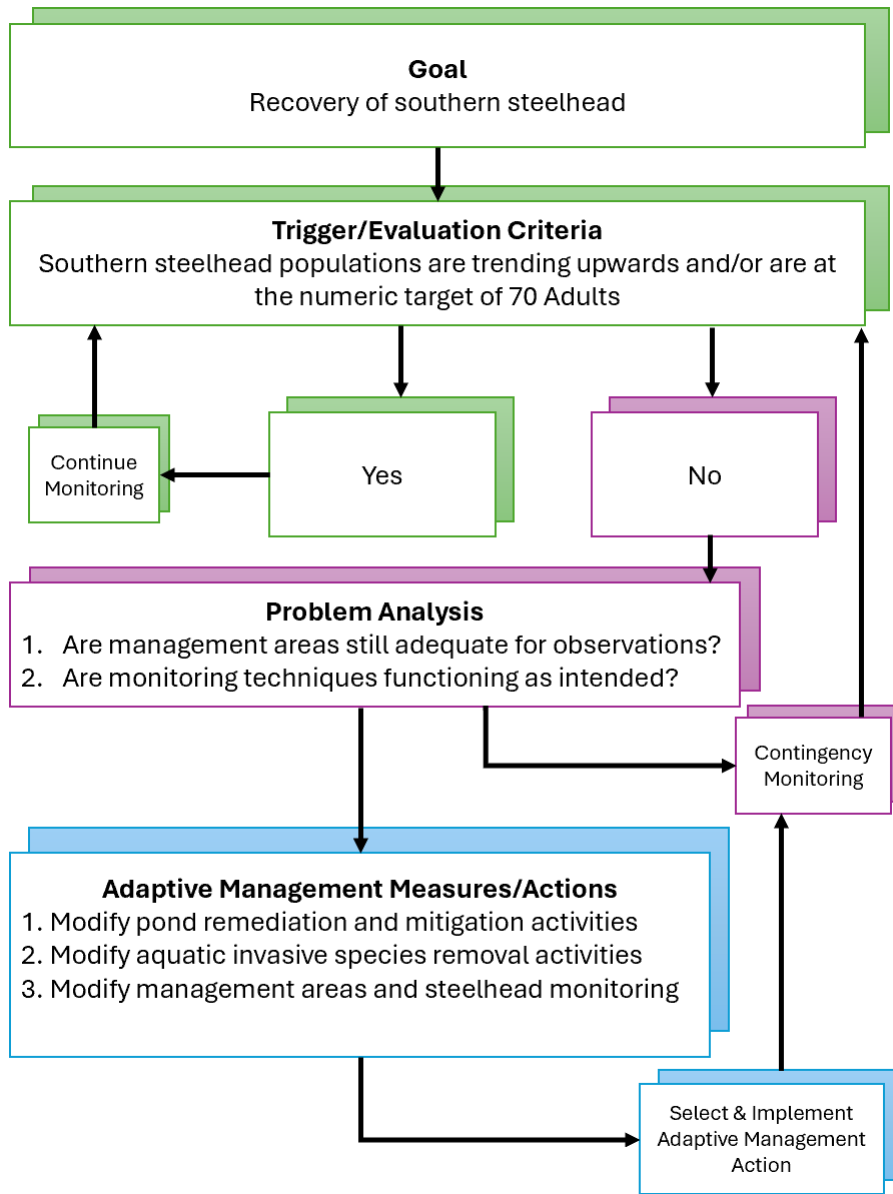 Goal
Recovery of southern steelhead
Trigger/Evaluation Criteria
Southern steelhead populations are trending upwards and/or are at
the numeric target of 70 Adults
Continue
Monitoring
Yes
No
Problem Analysis
1. Are management areas still adequate for observations?
2. Are monitoring techniques functioning as intended?
Contingency
Monitoring
Adaptive Management Measures/Actions
1. Modify pond remediation and mitigation activities
2. Modify aquatic invasive species removal activities
3. Modify management areas and steelhead monitoring
Select & Implement
Adaptive Management
Action